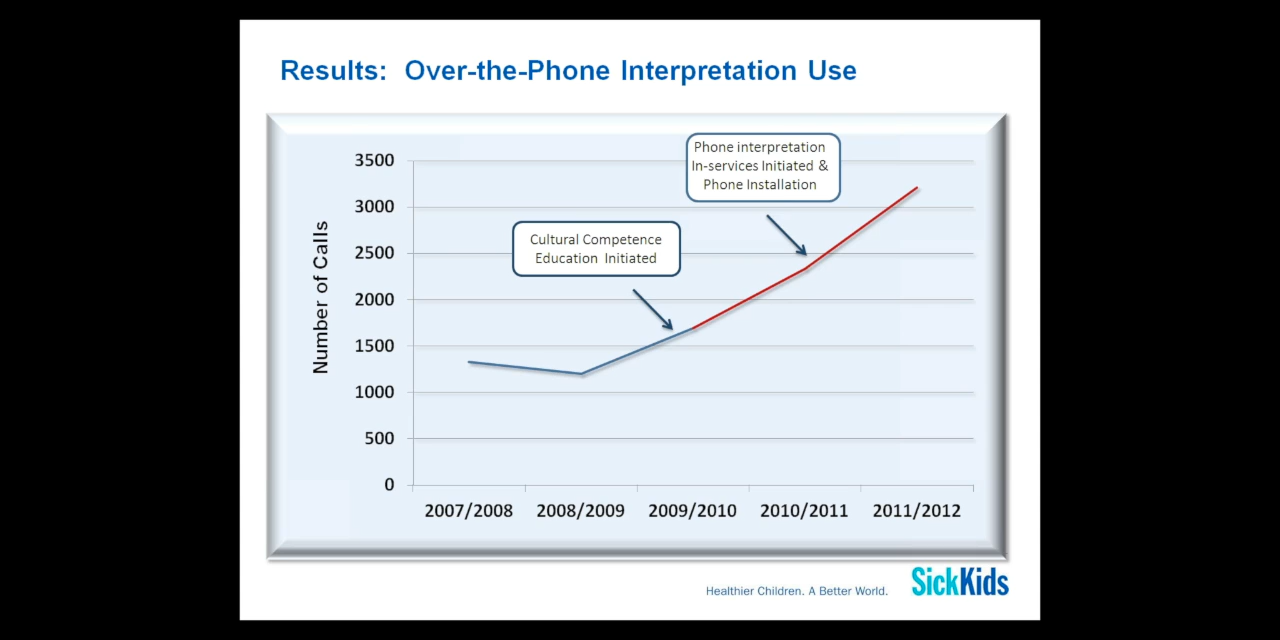 Results: Over-the-Phone Interpretation Use
Phone interpretation
In-services Initiated &
Phone Installation
Cultural Competence
Education Initiated
Number of Calls
3500
3000
2500
2000
1500
1000
500
0
2007/2008 2008/2009 2009/2010 2010/2011 2011/2012
Healthier Children. A Better World.
SickKids